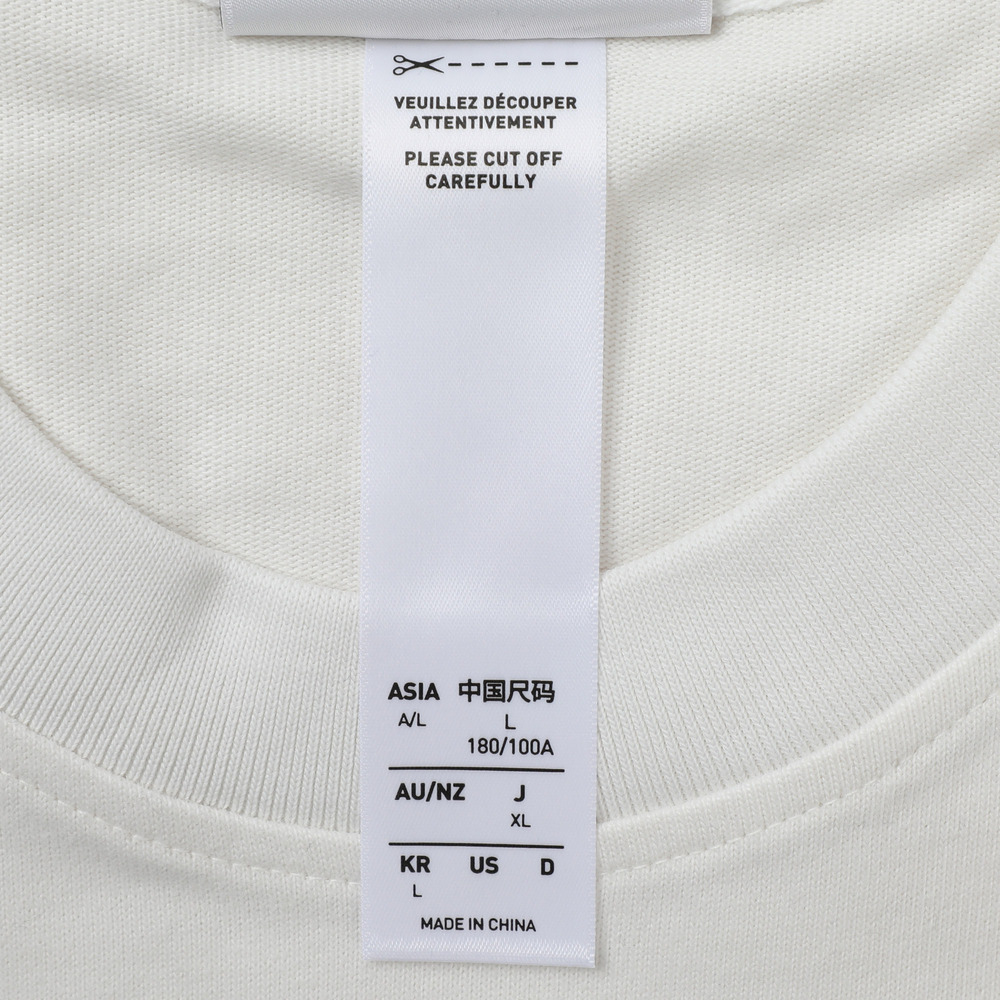 VEUILLEZ DÉCOUPER
ATTENTIVEMENT
PLEASE CUT OFF
CAREFULLY
ASIA 中国尺码
A/L L
180/100A
AU/NZ J
XL
KR US D
L
MADE IN CHINA